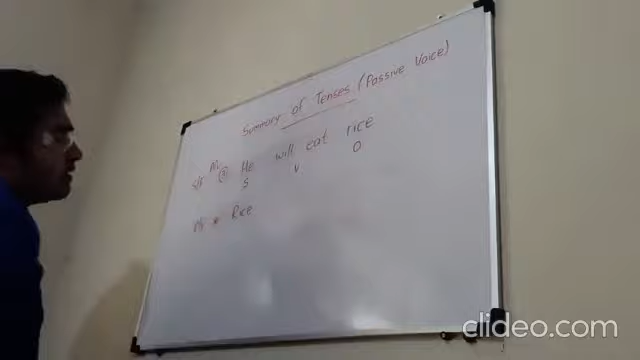 Summary of Tenses (Passive Voice)
He will eat rice
S V O
Rice
clideo.com